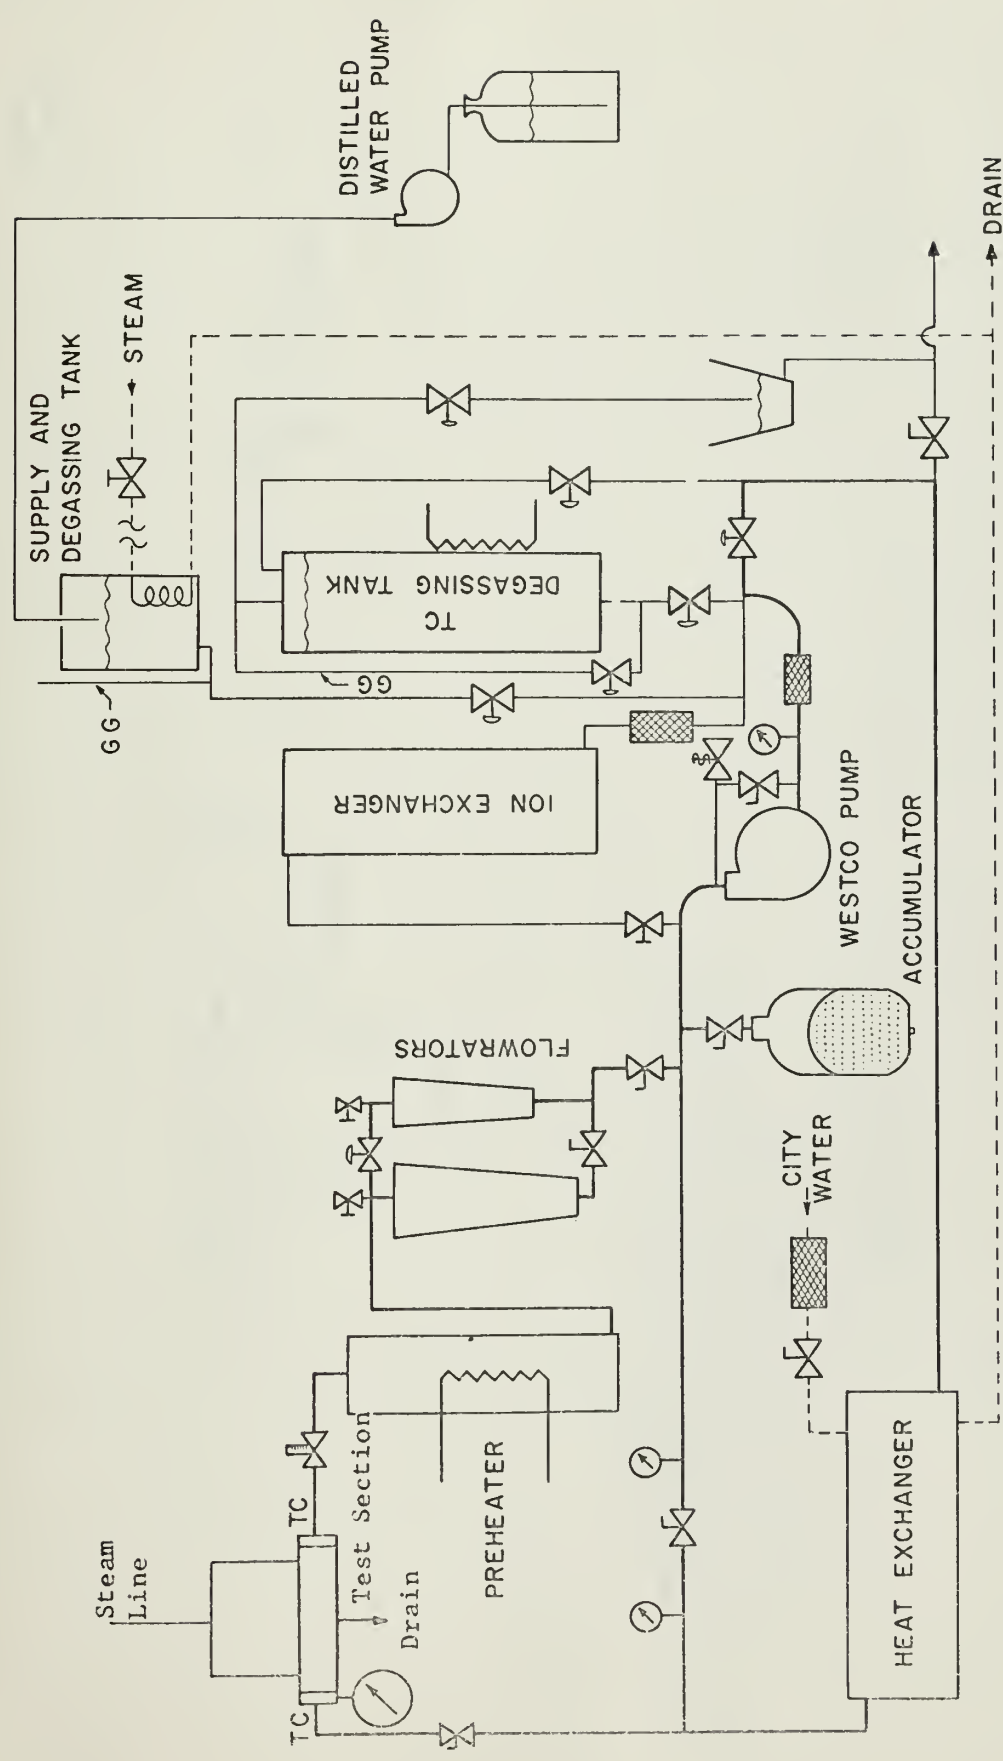 DISTILLED
WATER PUMP
SUPPLY AND
DEGASSING TANK
STEAM
GG
GG
DEGASSING
TANK
TC
ION EXCHANGER
WESTCO PUMP
ACCUMULATOR
DRAIN
FLOWRATORS
CITY
WATER
PREHEATER
HEAT EXCHANGER
Steam
Line
TC
TC
Test Section
Drain